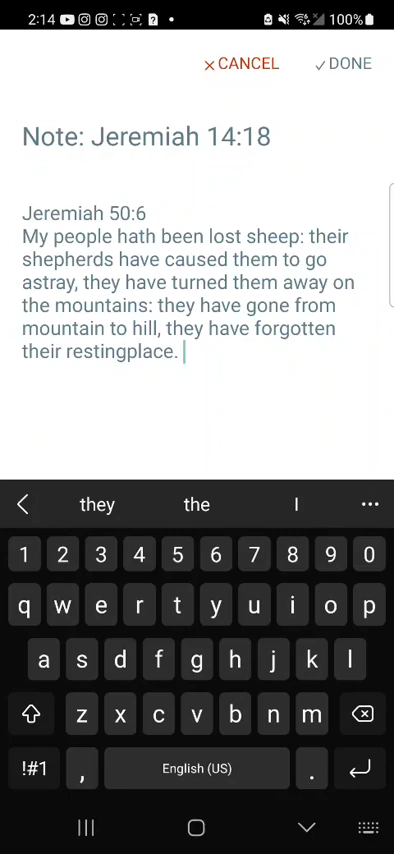 2:14 100%
CANCEL DONE
Note: Jeremiah 14:18
Jeremiah 50:6
My people hath been lost sheep: their
shepherds have caused them to go
astray, they have turned them away on
the mountains: they have gone from
mountain to hill, they have forgotten
their restingplace.
they the I
1 2 3 4 5 6 7 8 9 0
q w e r t y u i o p
a s d f g h j k l
z x c v b n m
!#1 , English (US) .